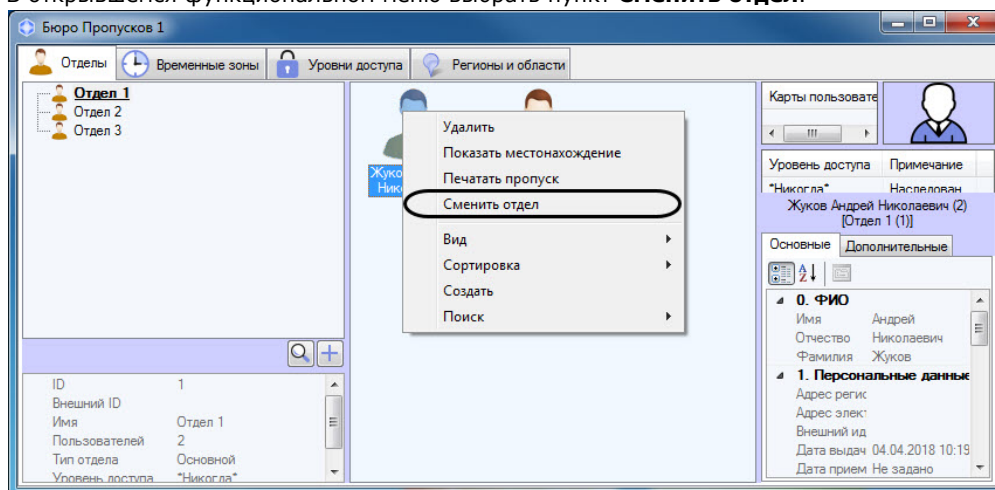 В открывшемся функциональном меню выбрать пункт Сменить отдел.
Бюро Пропусков 1
Отделы
Временные зоны
Уровни доступа
Регионы и области
Отдел 1
Отдел 2
Отдел 3
Жуко
Нико
Удалить
Показать местонахождение
Печатать пропуск
Сменить отдел
Вид
Сортировка
Создать
Поиск
Карты пользовате
Уровень доступа Примечание
*Никогда* Наследован
Жуков Андрей Николаевич (2)
[Отдел 1 (1)]
Основные Дополнительные
0. ФИО
Имя Андрей
Отчество Николаевич
Фамилия Жуков
1. Персональные данные
Адрес регис
Адрес элек
Внешний ид
Дата выдач 04.04.2018 10:19
Дата прием Не задано
ID 1
Внешний ID
Имя Отдел 1
Пользователей 2
Тип отдела Основной
Уровень доступа *Никогда*